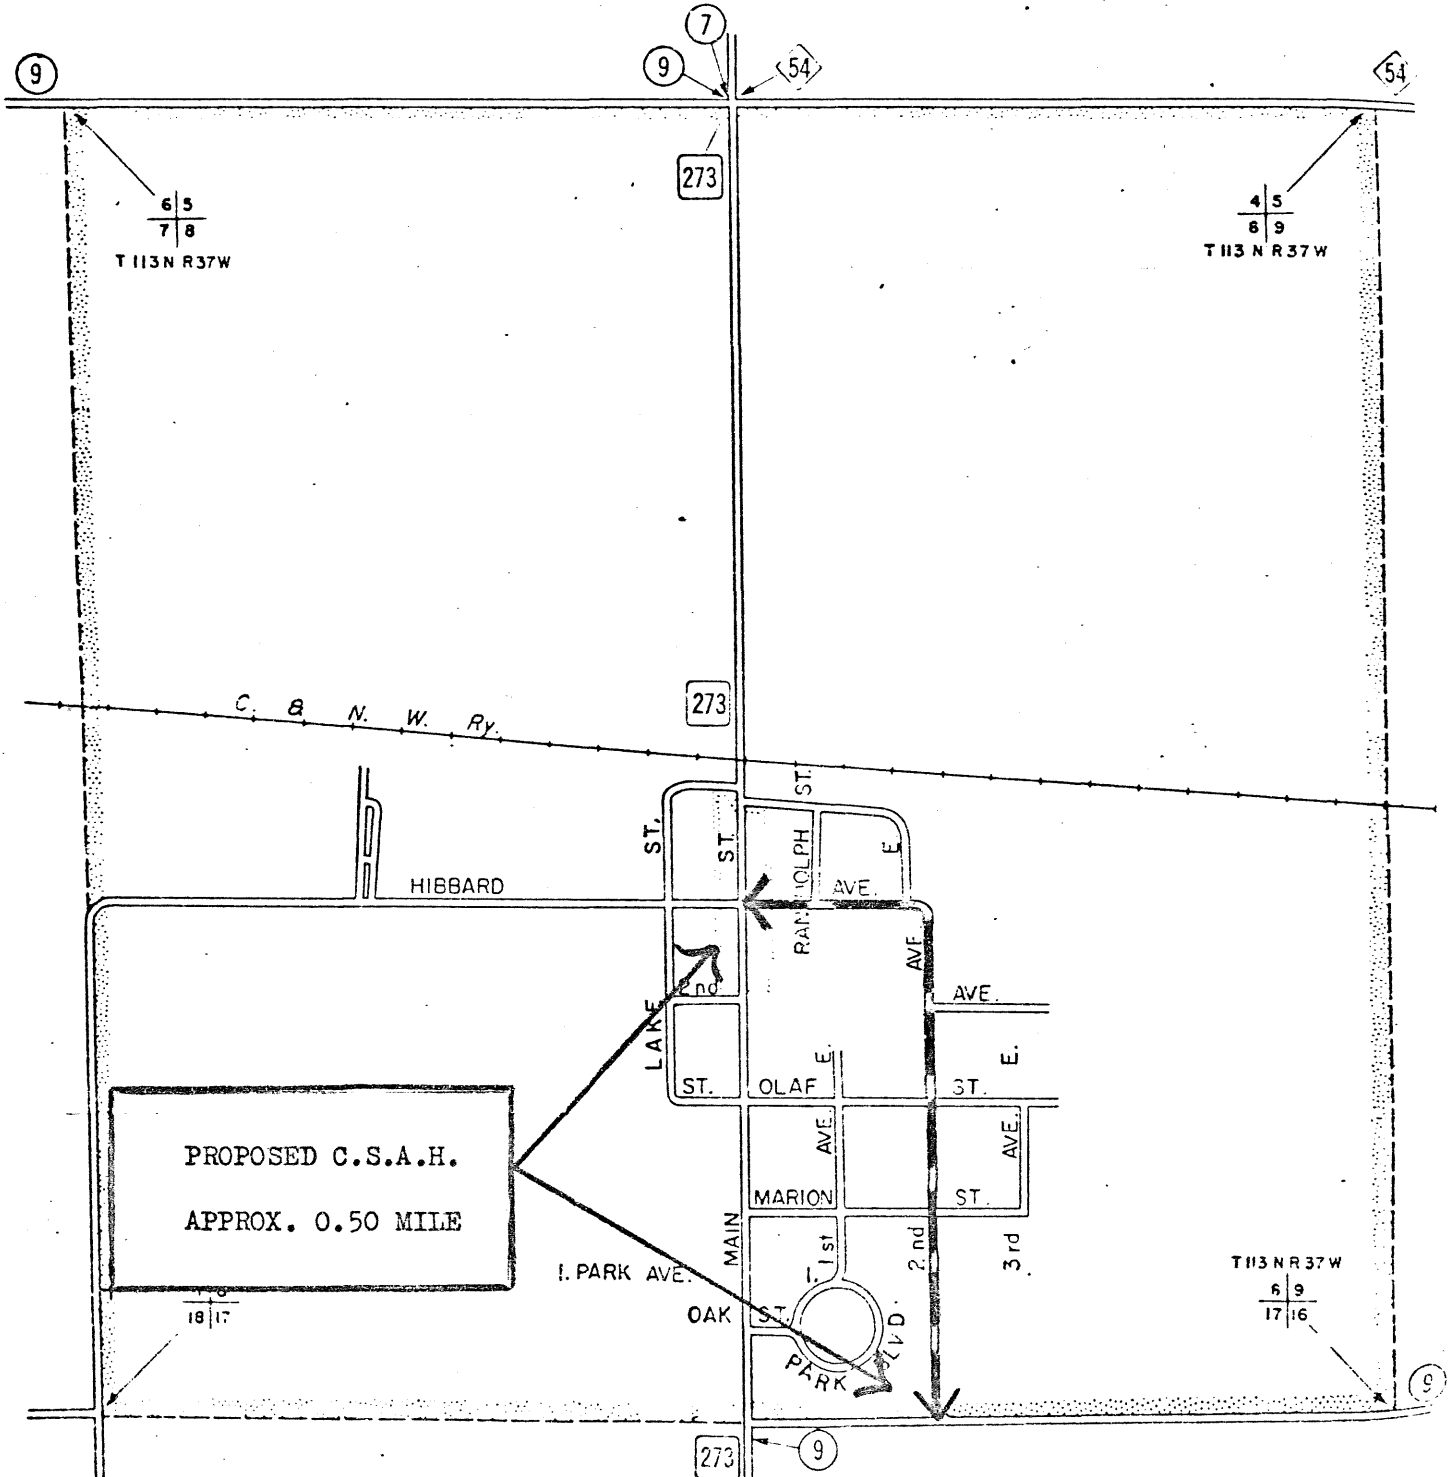 7
9
9
54
54
273
6 5
7 8
T 113 N R 37 W
4 5
8 9
T 113 N R 37 W
273
C. & N. W. Ry.
ST.
ST.
ST.
RANDOLPH
E
HIBBARD
AVE.
AVE
2nd
AVE.
LAKE
E.
E.
ST.
OLAF
ST.
AVE.
AVE.
PROPOSED C.S.A.H.
APPROX. 0.50 MILE
MARION
ST.
MAIN
1st
2nd
3rd
1. PARK AVE.
1.
OAK
ST.
PARK
BLVD.
18 17
T 113 N R 37 W
17 16
9
273
9